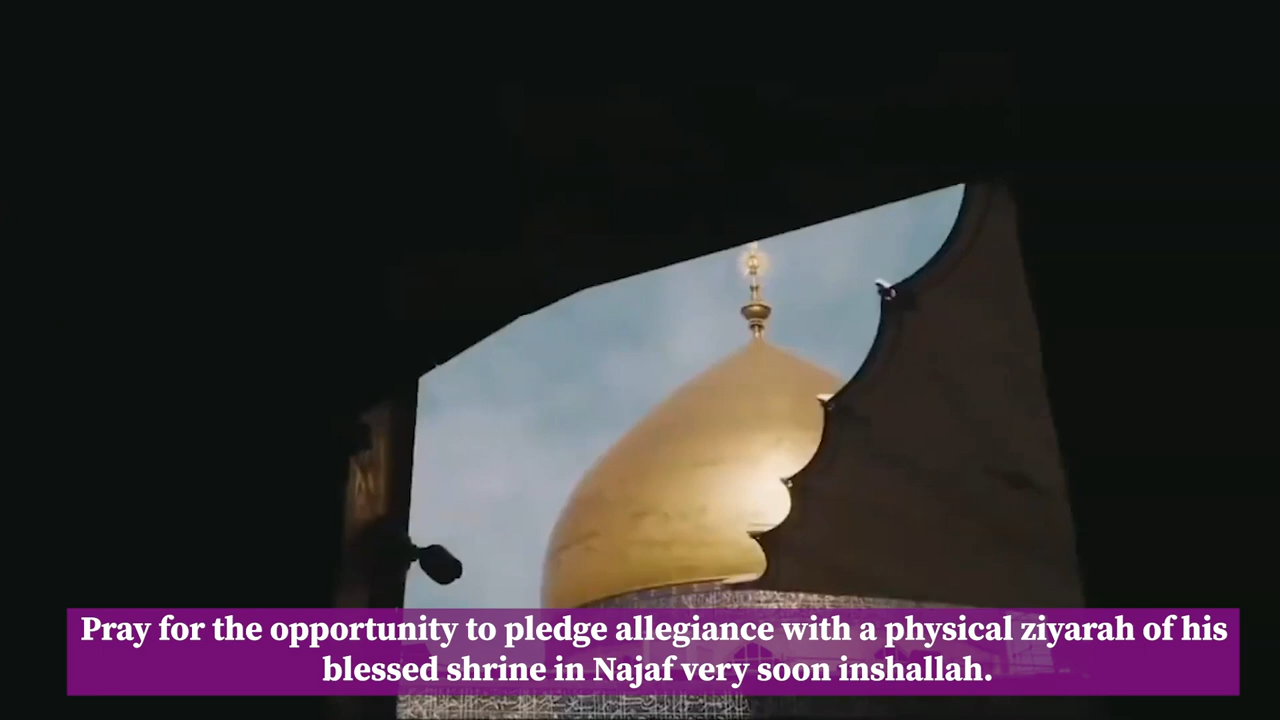 Pray for the opportunity to pledge allegiance with a physical ziyarah of his
blessed shrine in Najaf very soon inshallah.